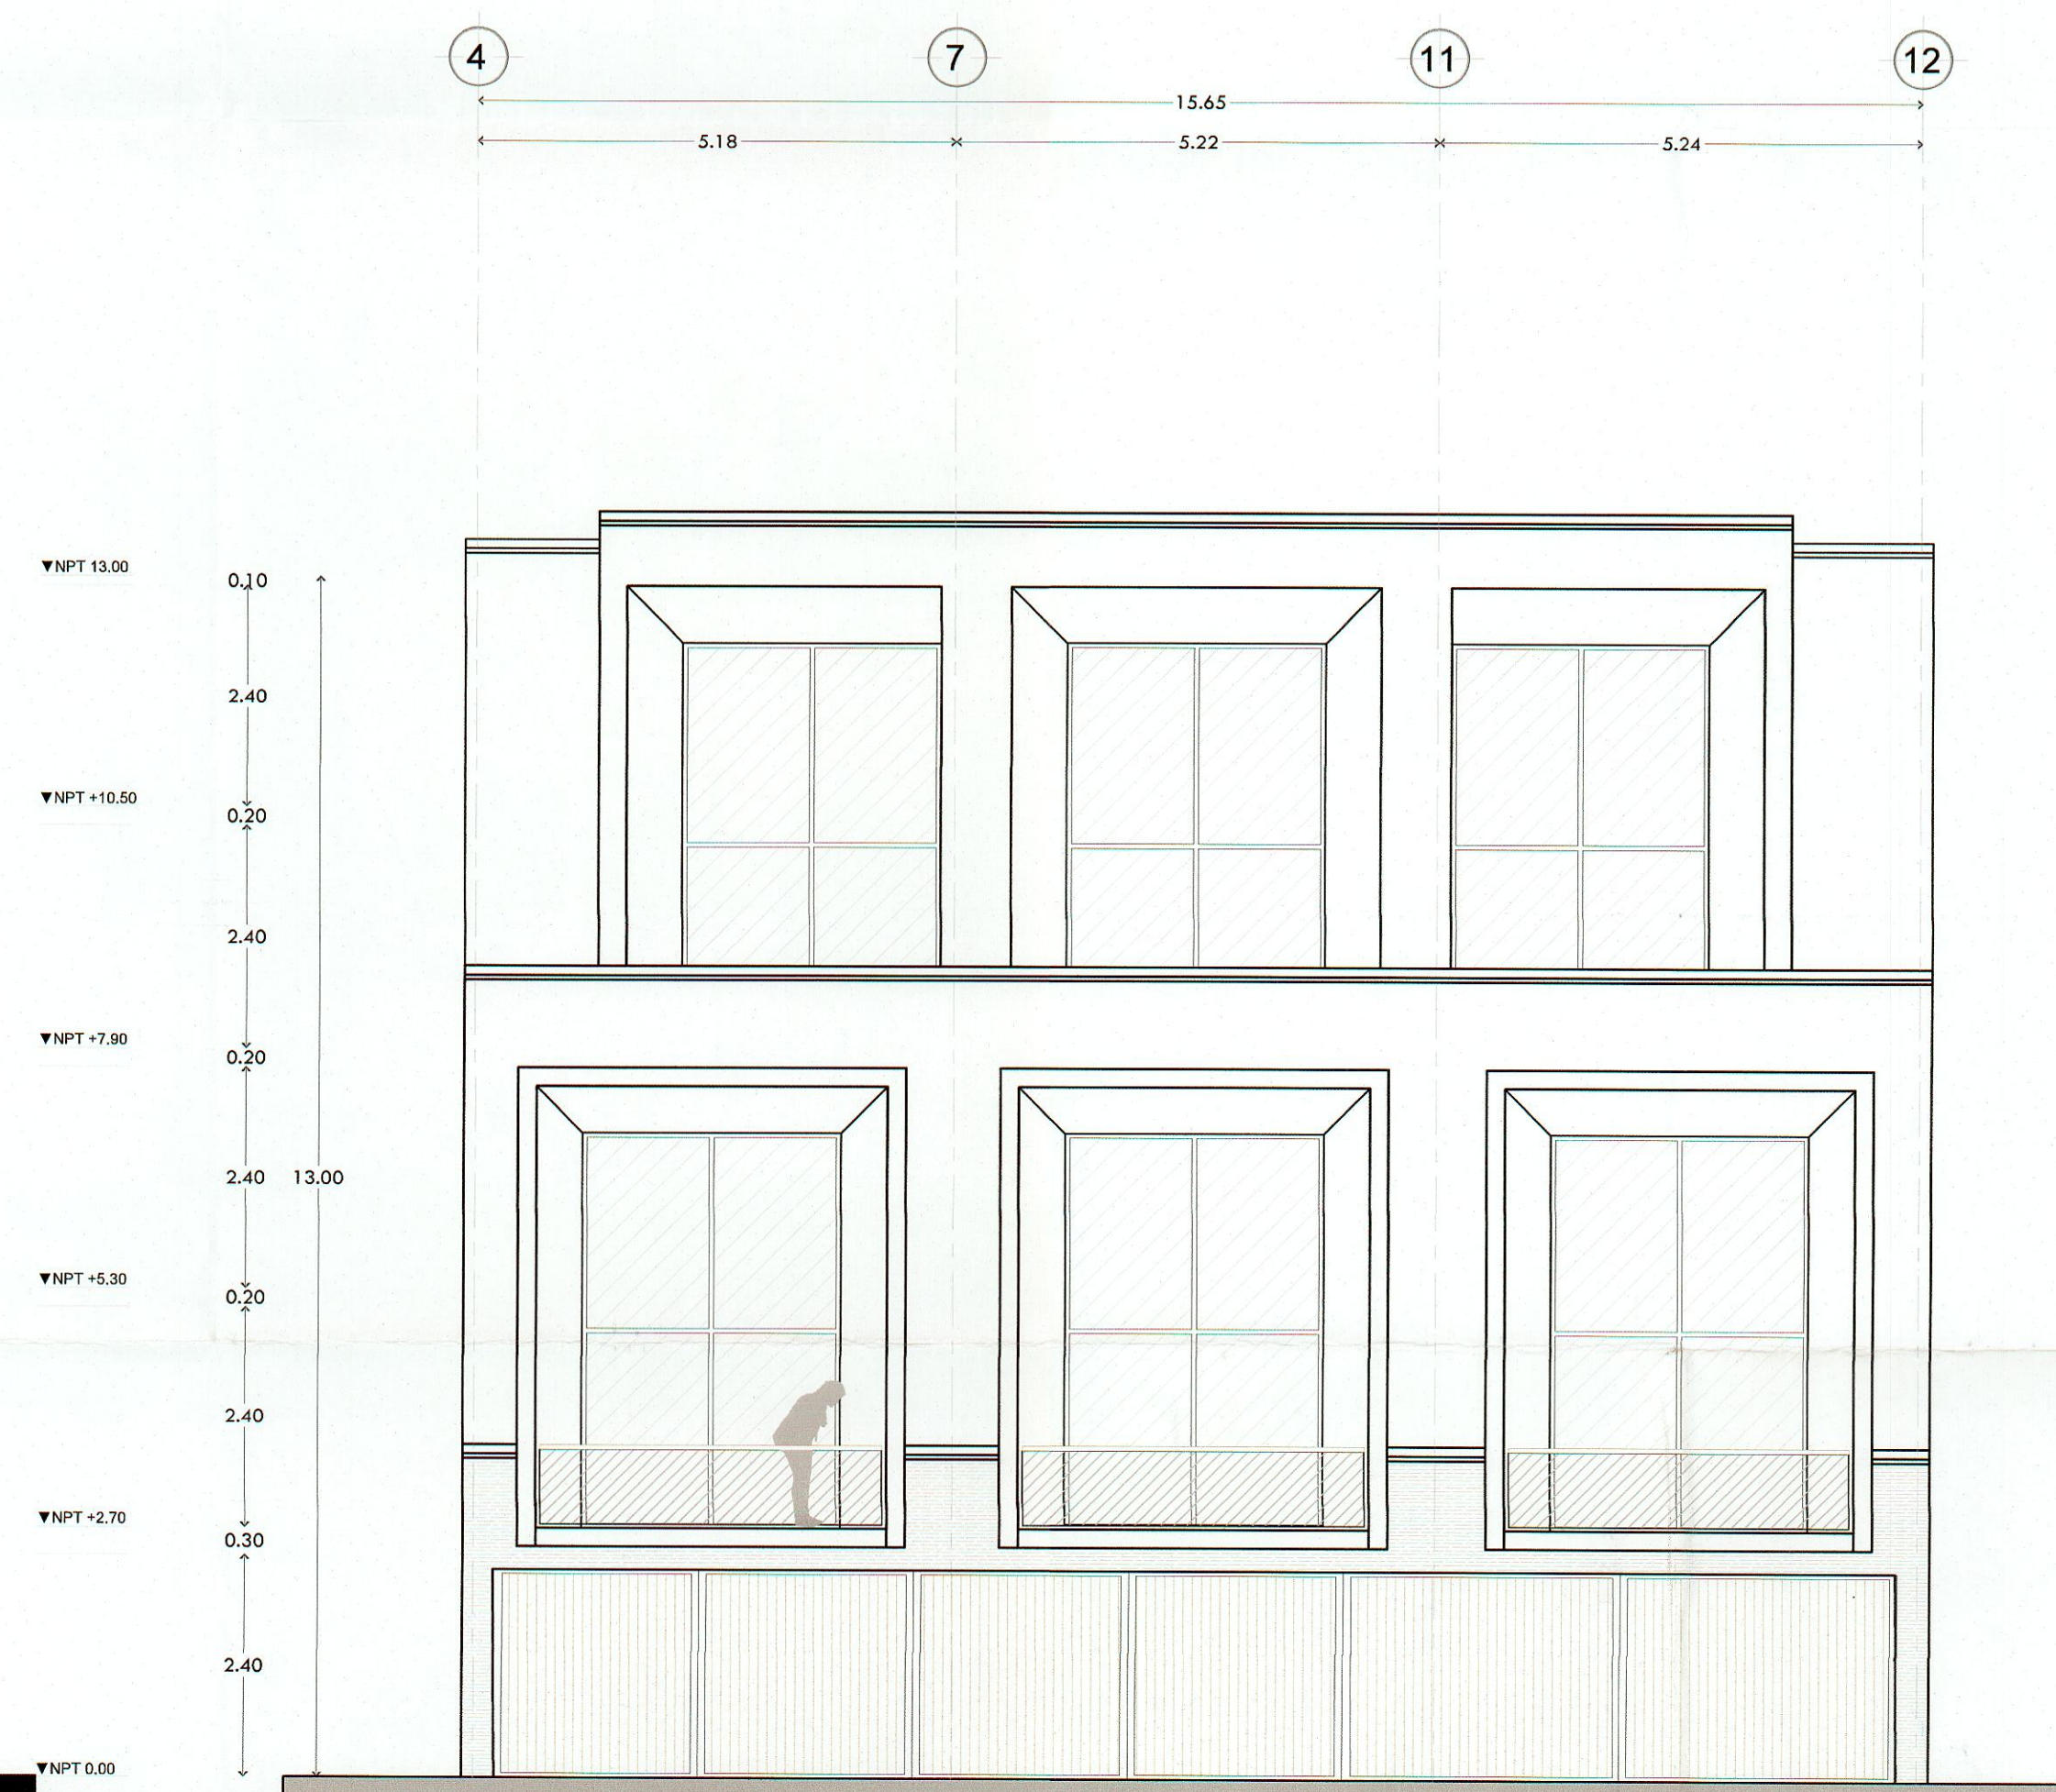 4 7 11 12
15.65
5.18 5.22 5.24
▼NPT 13.00
0.10
2.40
▼NPT +10.50
0.20
2.40
▼NPT +7.90
0.20
2.40 13.00
▼NPT +5.30
0.20
2.40
▼NPT +2.70
0.30
2.40
▼NPT 0.00